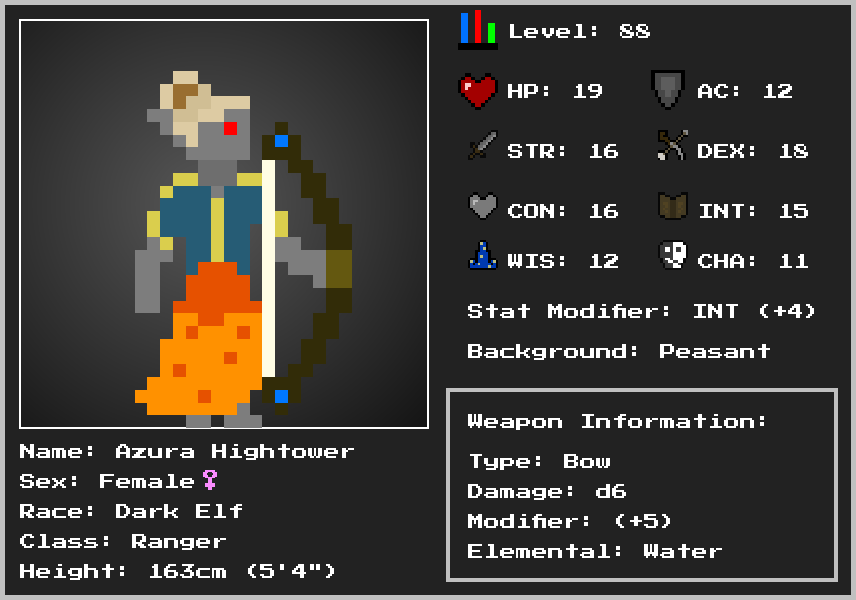 Level: 88
HP: 19 AC: 12
STR: 16 DEX: 18
CON: 16 INT: 15
WIS: 12 CHA: 11
Stat Modifier: INT (+4)
Background: Peasant
Weapon Information:
Type: Bow
Damage: d6
Modifier: (+5)
Elemental: Water
Name: Azura Hightower
Sex: Female♀
Race: Dark Elf
Class: Ranger
Height: 163cm (5'4")